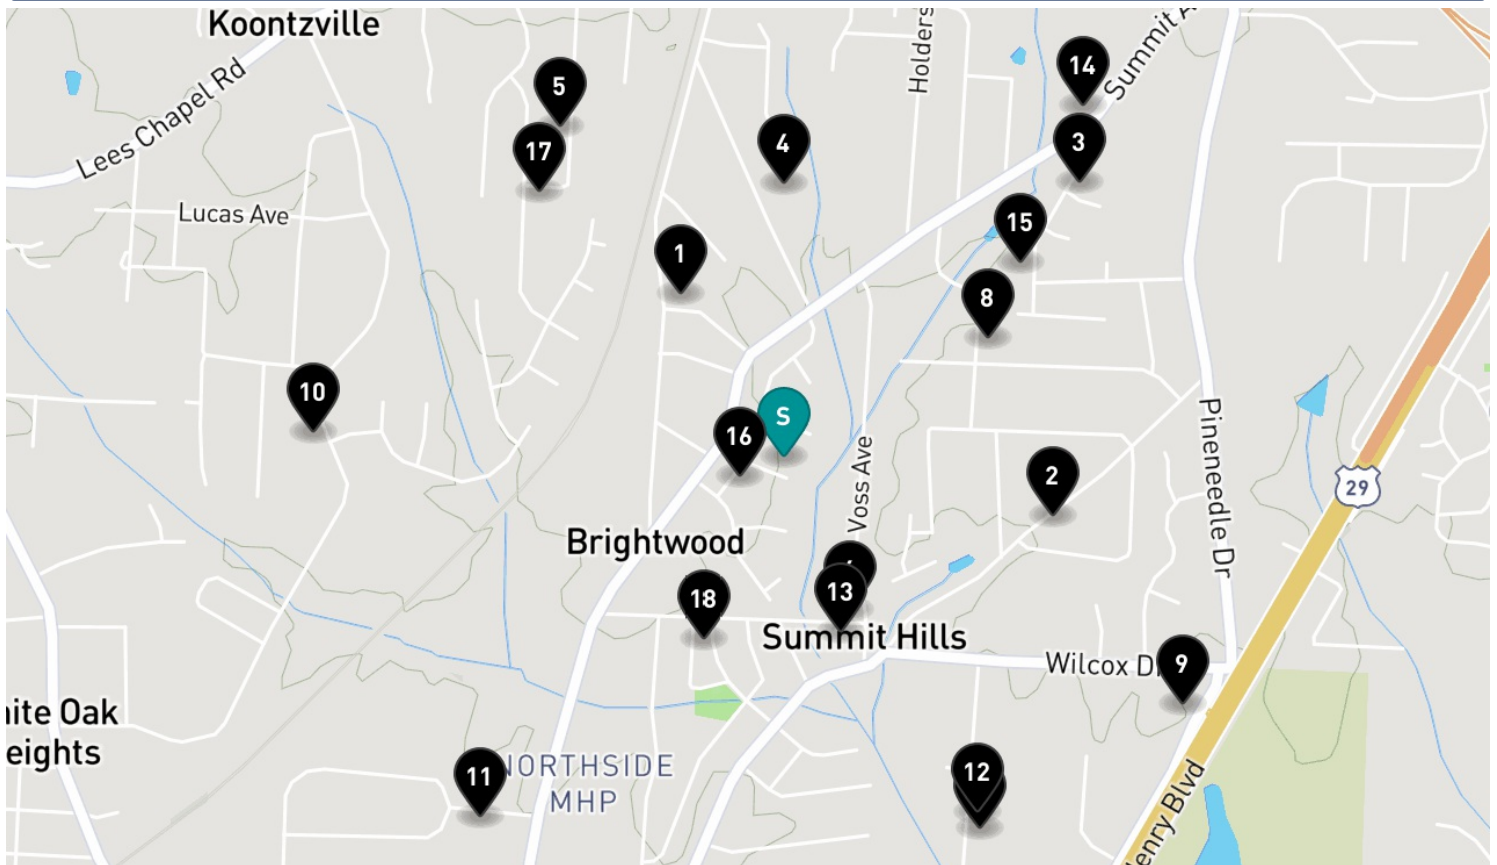 Koontzville
Lees Chapel Rd
Lucas Ave
Summit A
14
5
3
4
17
15
1
8
10
S
16
2
29
Voss Ave
Pineneedle Dr
Brightwood
13
18
Summit Hills
Wilcox D
9
ite Oak
eights
11
NORTHSIDE
MHP
12
enry Blvd
Holders